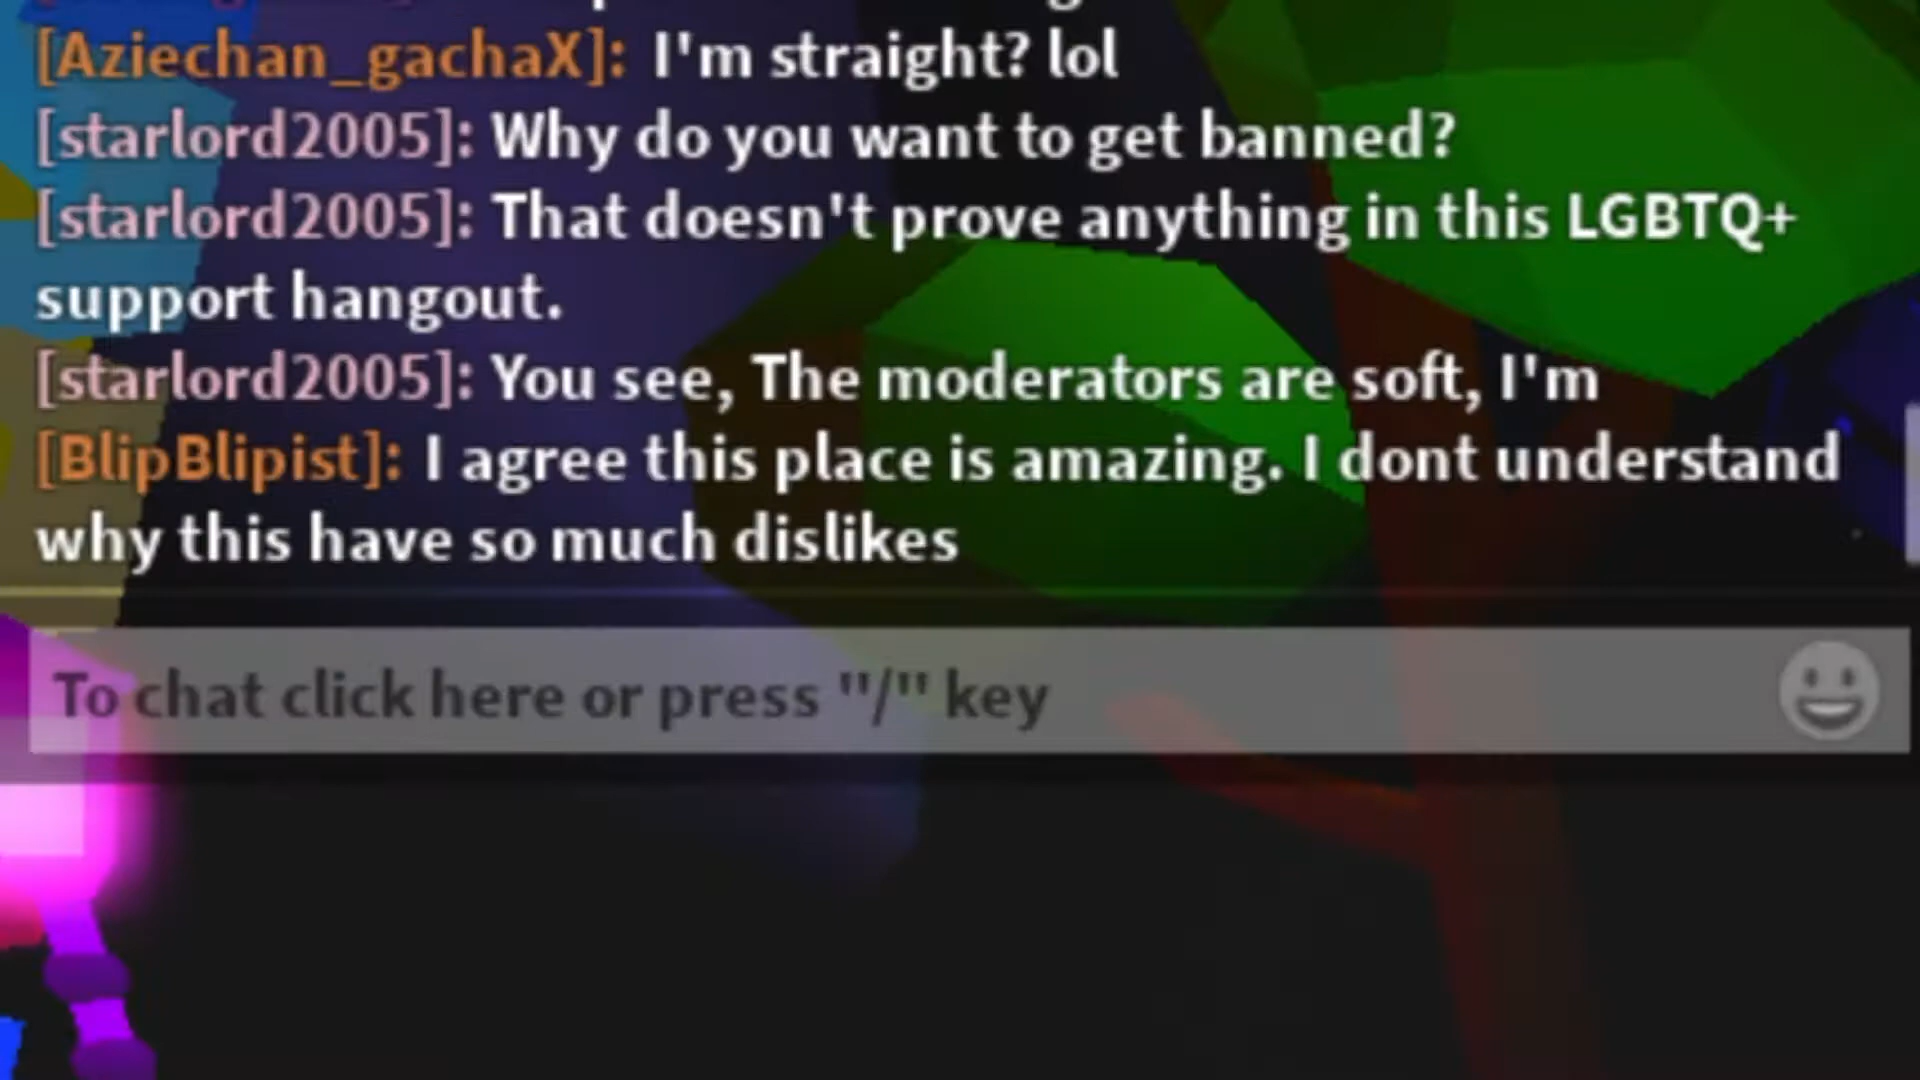 [Aziechan_gachaX]: I'm straight? lol
[starlord2005]: Why do you want to get banned?
[starlord2005]: That doesn't prove anything in this LGBTQ+
support hangout.
[starlord2005]: You see, The moderators are soft, I'm
[BlipBlipist]: I agree this place is amazing. I dont understand
why this have so much dislikes
To chat click here or press "/" key